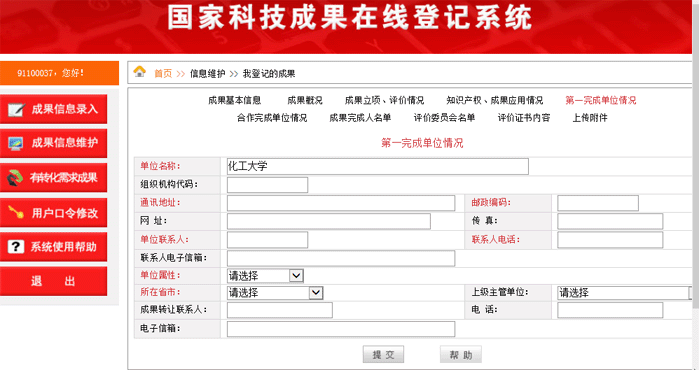 国家科技成果在线登记系统
91100037，您好！
首页 >> 信息维护 >> 我登记的成果
成果信息录入
成果信息维护
有转化需求成果
用户口令修改
系统使用帮助
退 出
成果基本信息 成果概况 成果立项、评价情况 知识产权、成果应用情况 第一完成单位情况
合作完成单位情况 成果完成人名单 评价委员会名单 评价证书内容 上传附件
第一完成单位情况
单位名称： 化工大学
组织机构代码：
通讯地址： 邮政编码：
网 址： 传 真：
单位联系人： 联系人电话：
联系人电子信箱：
单位属性： 请选择
所在省市： 请选择 上级主管单位： 请选择
成果转让联系人： 电 话：
电子信箱：
提 交 帮 助